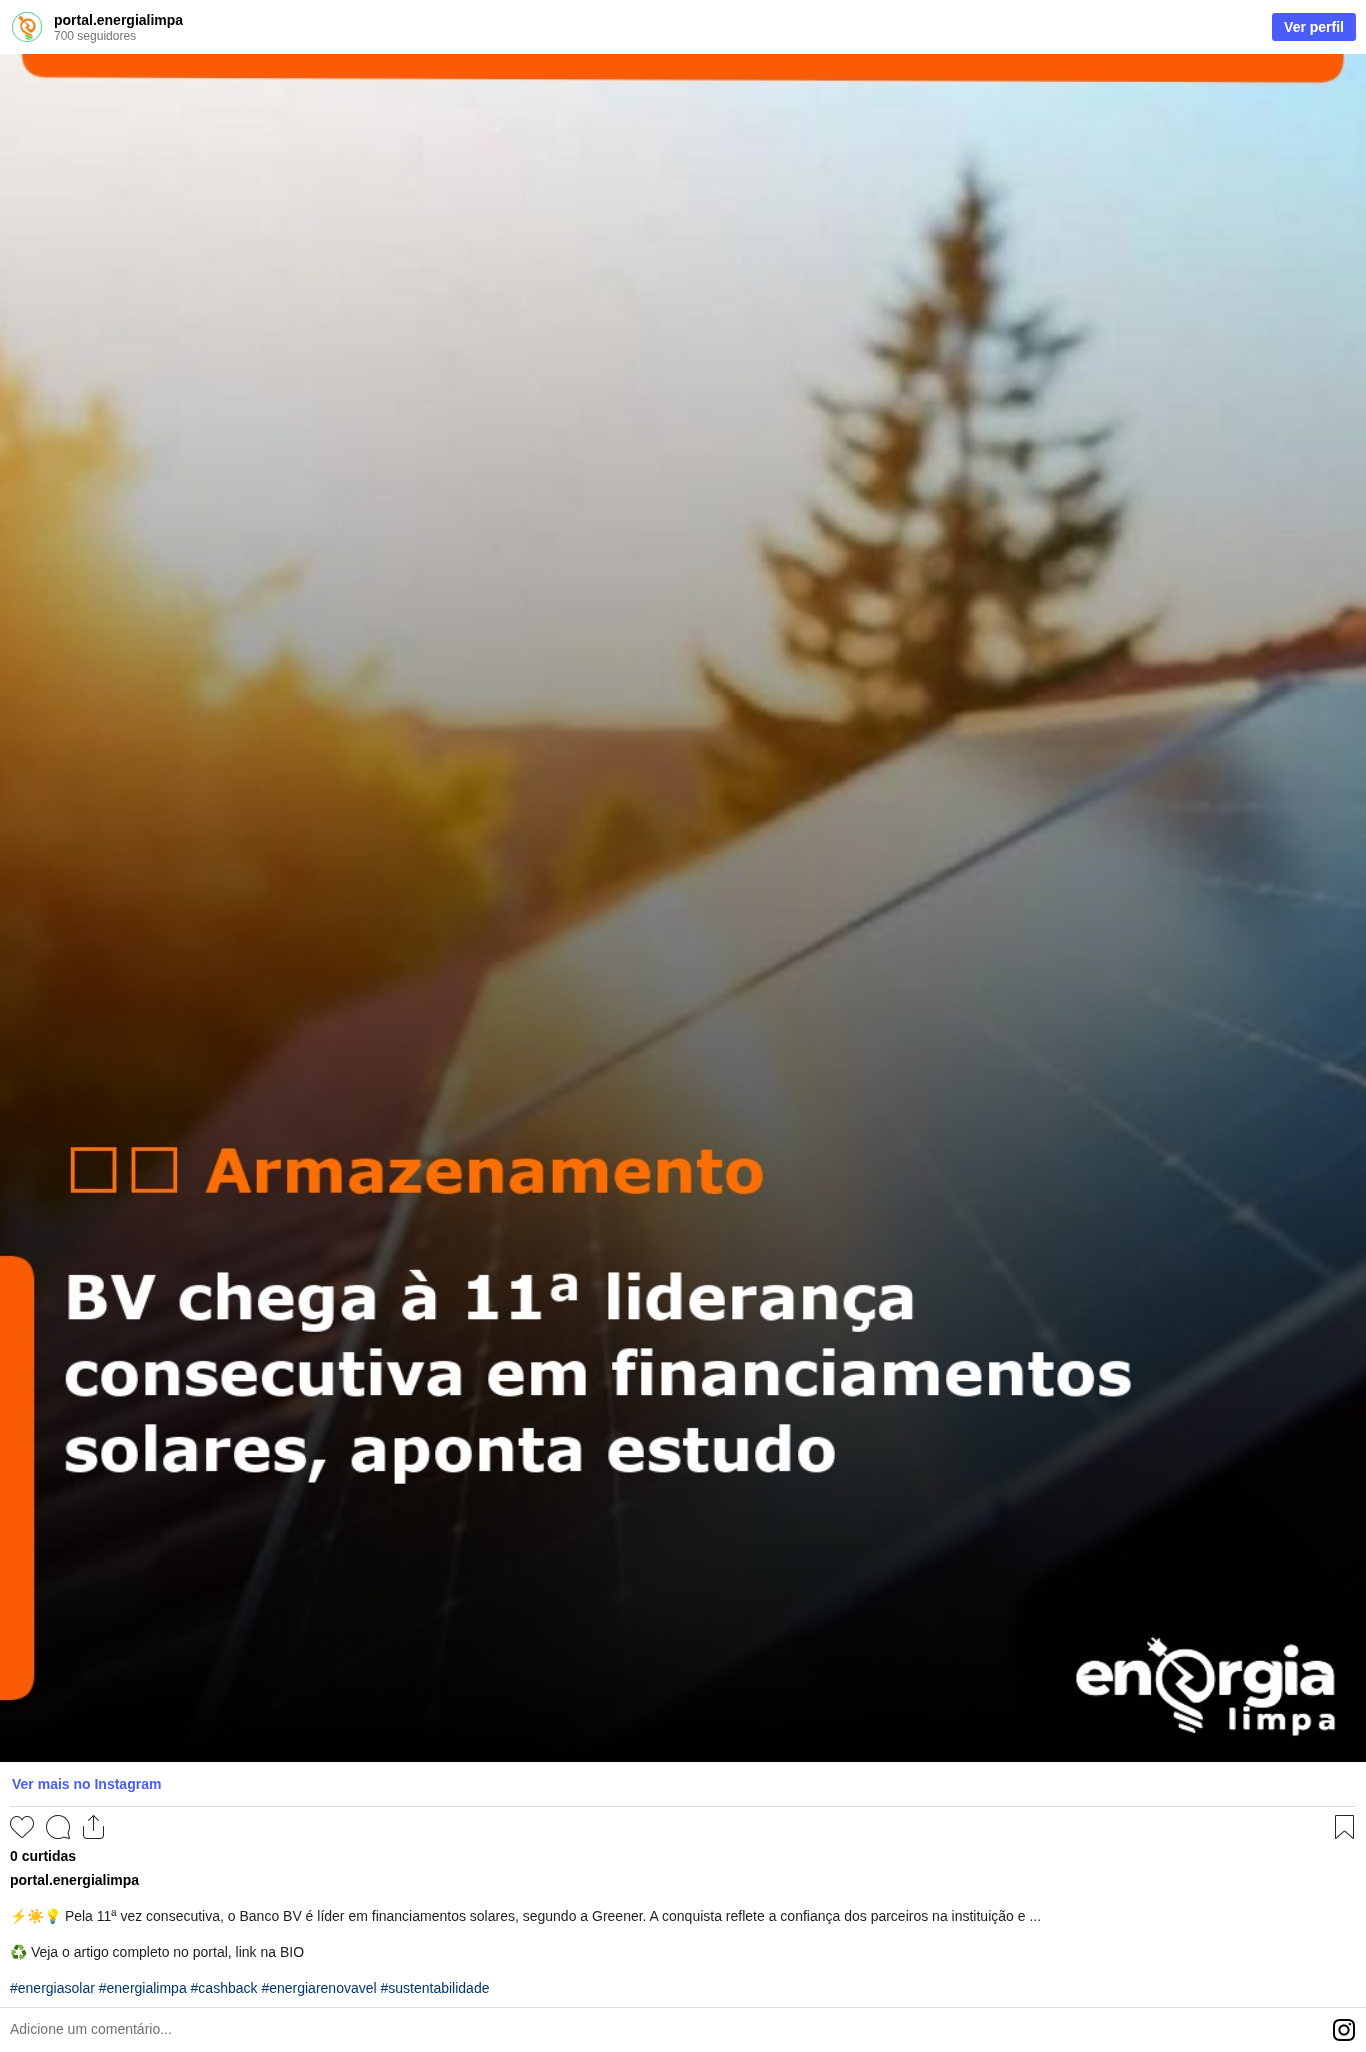 portal.energialimpa
700 seguidores
Ver perfil
Armazenamento
BV chega à 11ª liderança
consecutiva em financiamentos
solares, aponta estudo
energia
limpa
Ver mais no Instagram
0 curtidas
portal.energialimpa
⚡☀️💡 Pela 11ª vez consecutiva, o Banco BV é líder em financiamentos solares, segundo a Greener. A conquista reflete a confiança dos parceiros na instituição e ...
♻️ Veja o artigo completo no portal, link na BIO
#energiasolar #energialimpa #cashback #energiarenovavel #sustentabilidade
Adicione um comentário...